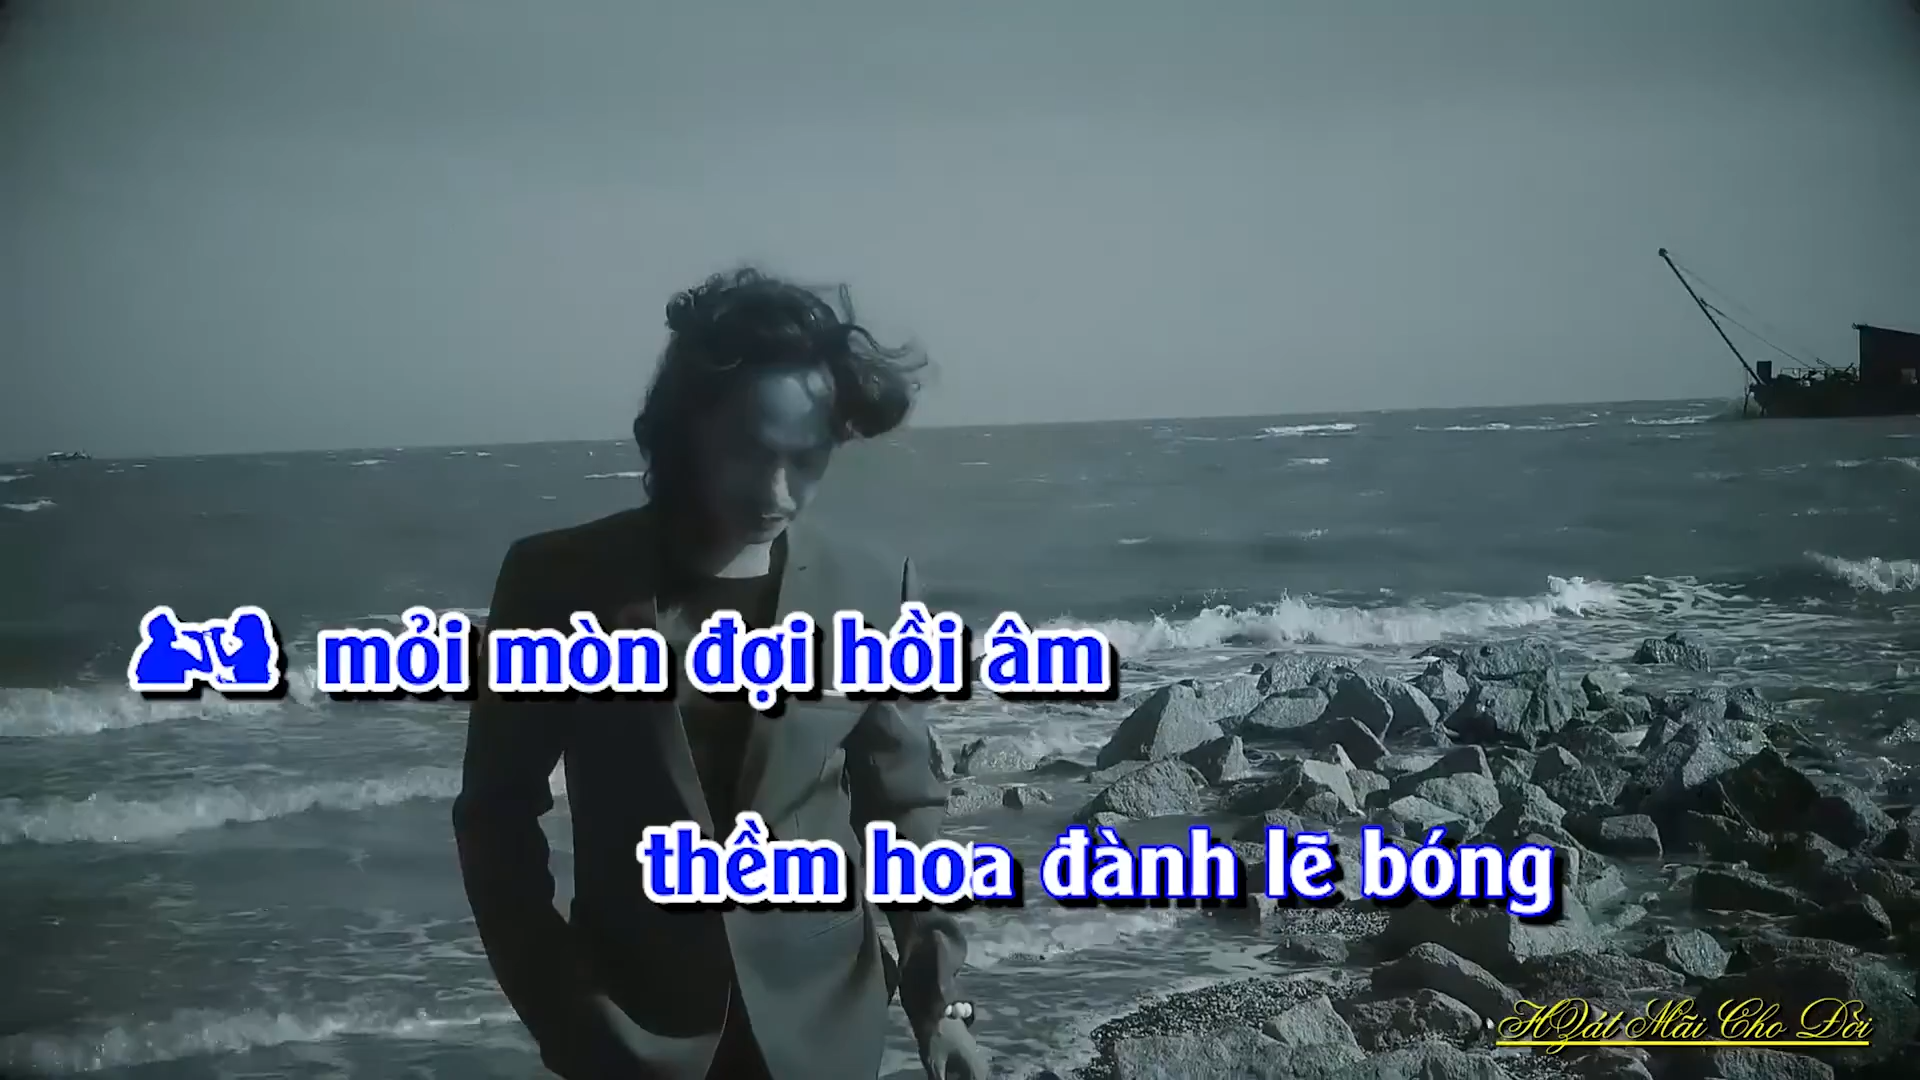 mỏi mòn đợi hồi âm
thềm hoa đành lẽ bóng
Hát Mãi Cho Đời